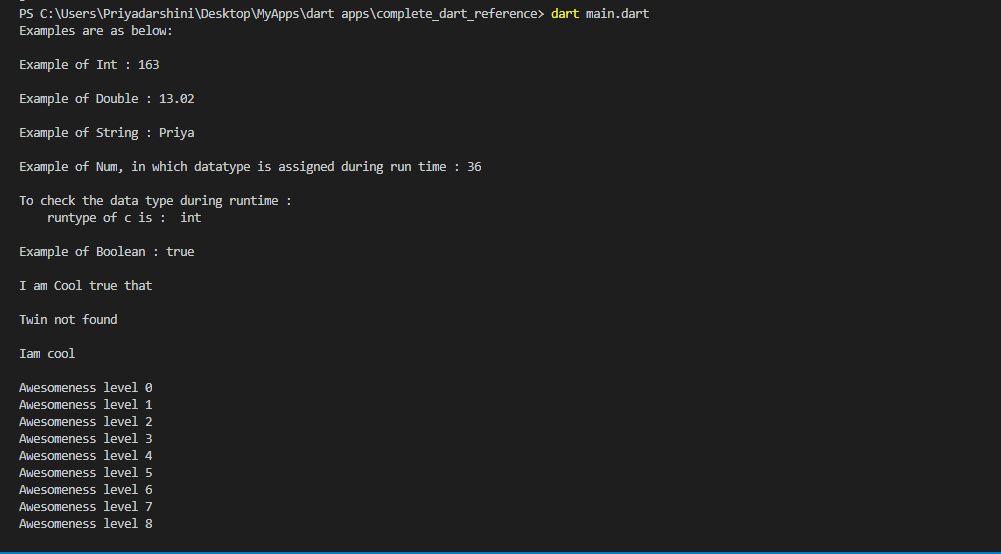 PS C:\Users\Priyadarshini\Desktop\MyApps\dart apps\complete_dart_reference> dart main.dart
Examples are as below:
Example of Int : 163
Example of Double : 13.02
Example of String : Priya
Example of Num, in which datatype is assigned during run time : 36
To check the data type during runtime :
runtype of c is :  int
Example of Boolean : true
I am Cool true that
Twin not found
Iam cool
Awesomeness level 0
Awesomeness level 1
Awesomeness level 2
Awesomeness level 3
Awesomeness level 4
Awesomeness level 5
Awesomeness level 6
Awesomeness level 7
Awesomeness level 8